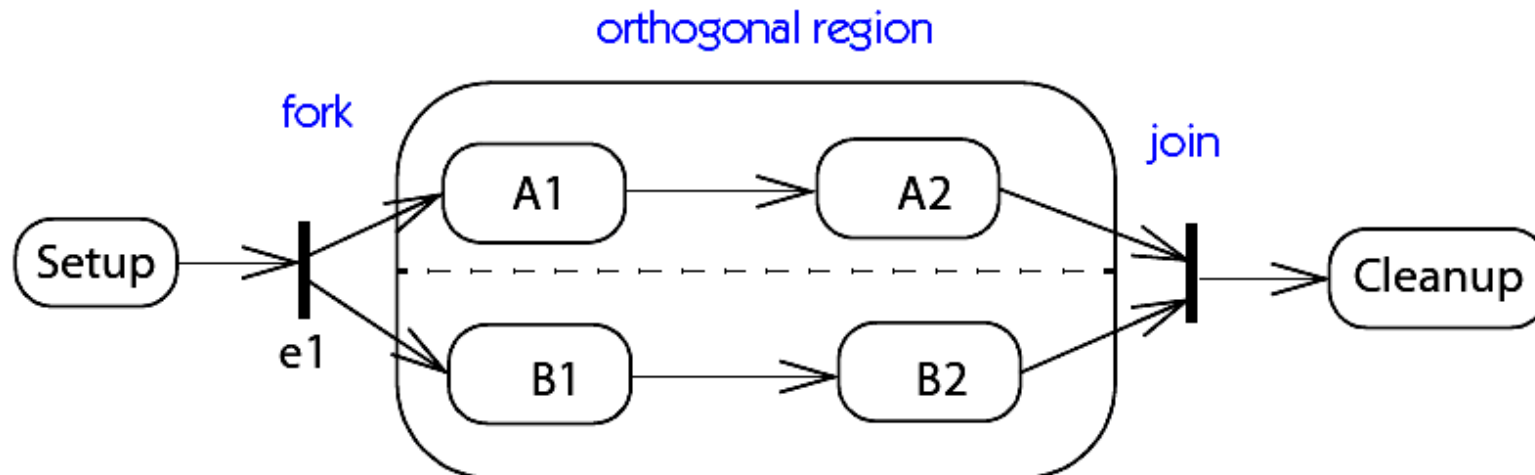 orthogonal region
fork
join
A1
A2
Setup
Cleanup
e1
B1
B2